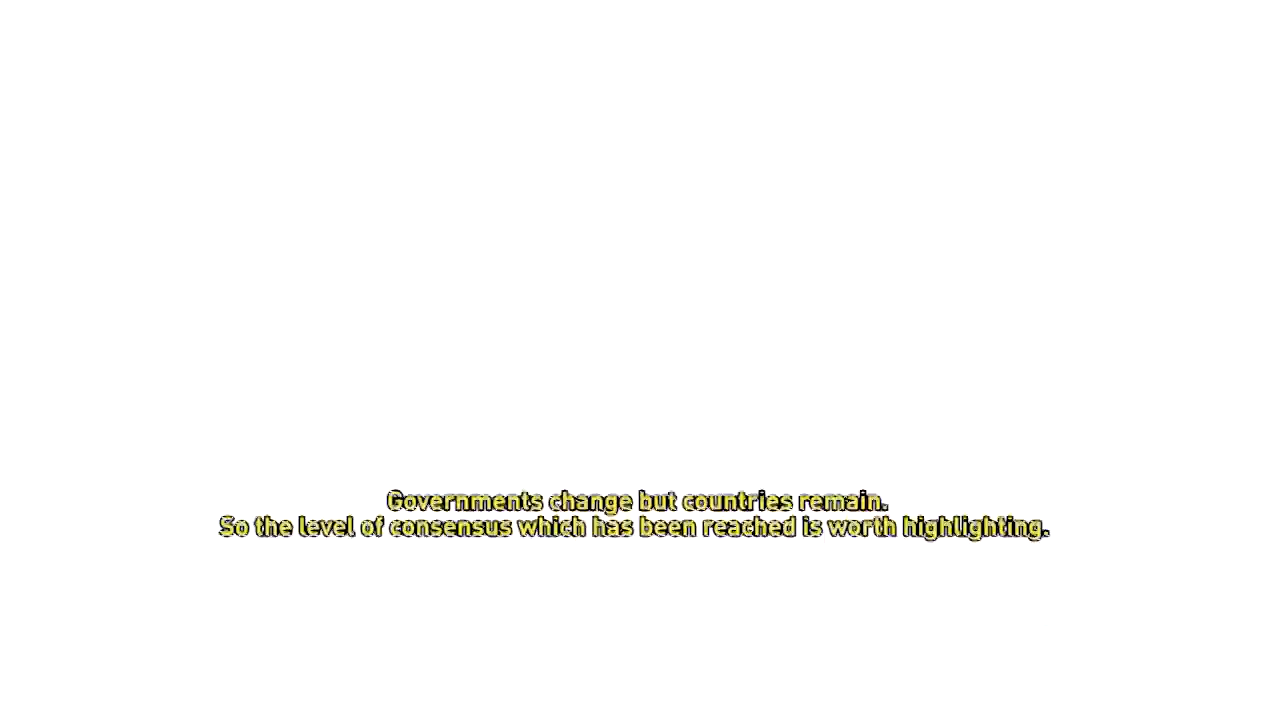 Governments change but countries remain.
So the level of consensus which has been reached is worth highlighting.